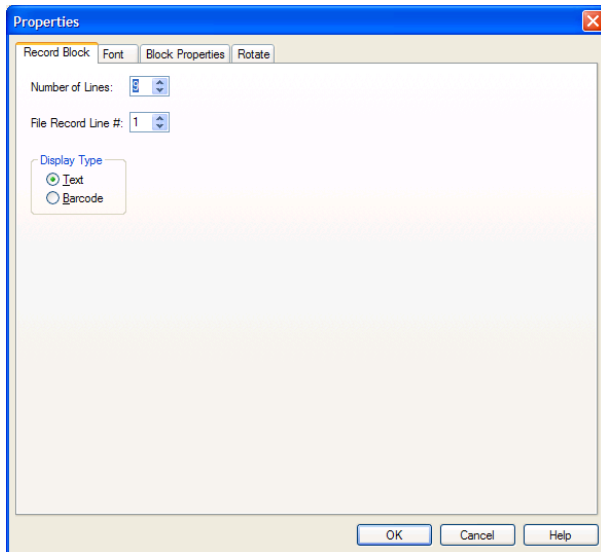 Properties
Record Block Font Block Properties Rotate
Number of Lines: 9
File Record Line #: 1
Display Type
Text
Barcode
OK Cancel Help